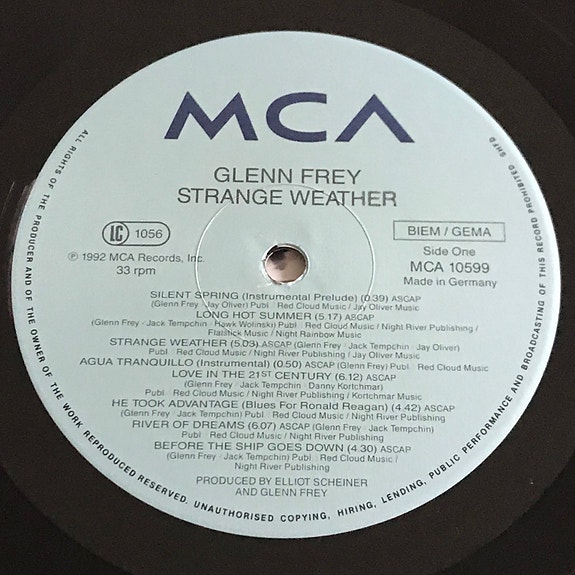 MCA
GLENN FREY
STRANGE WEATHER
LC 1056
BIEM / GEMA
℗ 1992 MCA Records, Inc.
33 rpm
Side One
MCA 10599
Made in Germany
SILENT SPRING (Instrumental Prelude) (0.39) ASCAP
(Glenn Frey - Jay Oliver) Publ : Red Cloud Music / Jay Oliver Music
LONG HOT SUMMER (5.17) ASCAP
(Glenn Frey - Jack Tempchin - Hawk Wolinski) Publ : Red Cloud Music / Night River Publishing /
Flatstick Music / Night Rainbow Music
STRANGE WEATHER (5.03) ASCAP (Glenn Frey - Jack Tempchin - Jay Oliver)
Publ : Red Cloud Music / Night River Publishing / Jay Oliver Music
AGUA TRANQUILLO (Instrumental) (0.50) ASCAP (Glenn Frey) Publ : Red Cloud Music
LOVE IN THE 21ST CENTURY (6.12) ASCAP
(Glenn Frey - Jack Tempchin - Danny Kortchmar)
Publ : Red Cloud Music / Night River Publishing / Kortchmar Music
HE TOOK ADVANTAGE (Blues For Ronald Reagan) (4.42) ASCAP
(Glenn Frey - Jack Tempchin) Publ : Red Cloud Music / Night River Publishing
RIVER OF DREAMS (6.07) ASCAP (Glenn Frey - Jack Tempchin)
Publ : Red Cloud Music / Night River Publishing
BEFORE THE SHIP GOES DOWN (4:30) ASCAP
(Glenn Frey - Jack Tempchin) Publ : Red Cloud Music /
Night River Publishing
PRODUCED BY ELLIOT SCHEINER
AND GLENN FREY
ALL RIGHTS OF THE PRODUCER AND OF THE OWNER OF THE WORK REPRODUCED RESERVED. UNAUTHORISED COPYING, HIRING, LENDING, PUBLIC PERFORMANCE AND BROADCASTING OF THIS RECORD PROHIBITED